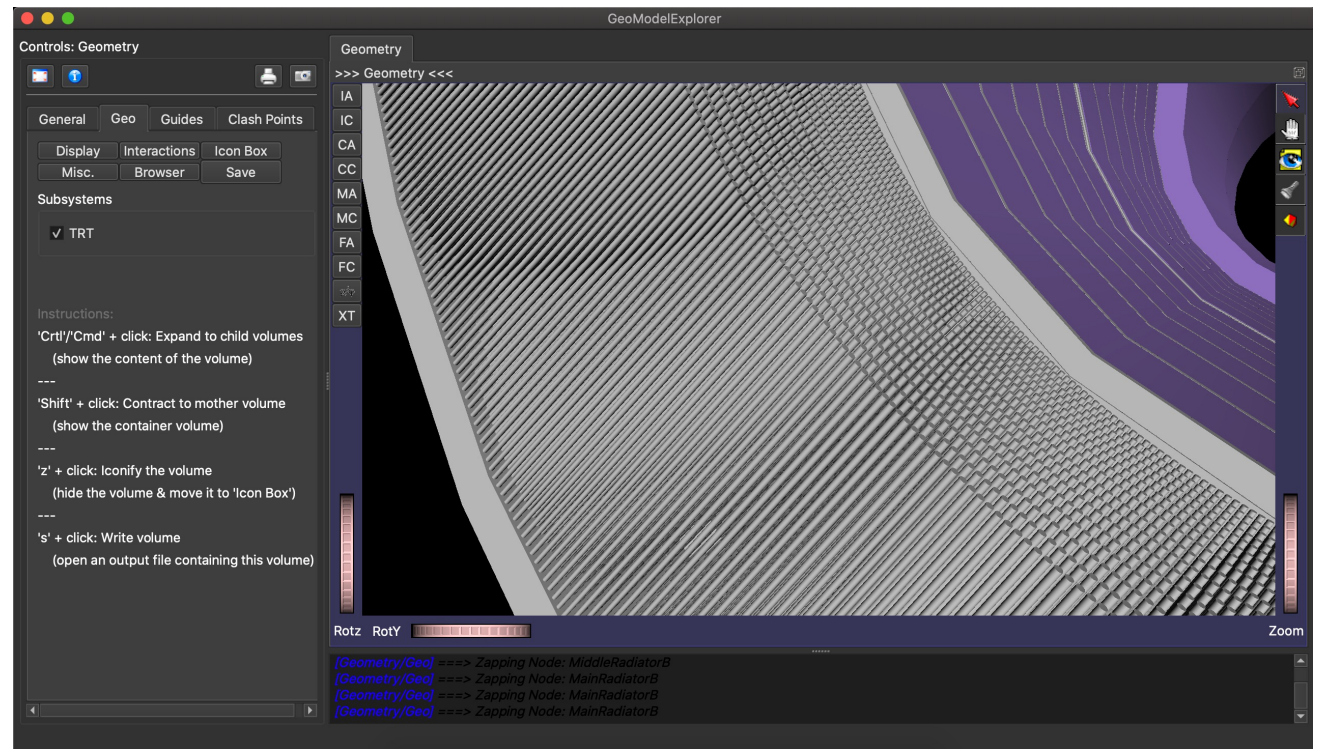 GeoModelExplorer
Controls: Geometry
General Geo Guides Clash Points
Display Interactions Icon Box
Misc. Browser Save
Subsystems
TRT
Instructions:
'Crtl'/'Cmd' + click: Expand to child volumes
(show the content of the volume)
---
'Shift' + click: Contract to mother volume
(show the container volume)
---
'z' + click: Iconify the volume
(hide the volume & move it to 'Icon Box')
---
's' + click: Write volume
(open an output file containing this volume)
Geometry
>>> Geometry <<<
IA
IC
CA
CC
MA
MC
FA
FC
XT
Rotz RotY
Zoom
[Geometry/Geo] ===> Zapping Node: MiddleRadiatorB
[Geometry/Geo] ===> Zapping Node: MainRadiatorB
[Geometry/Geo] ===> Zapping Node: MainRadiatorB
[Geometry/Geo] ===> Zapping Node: MainRadiatorB